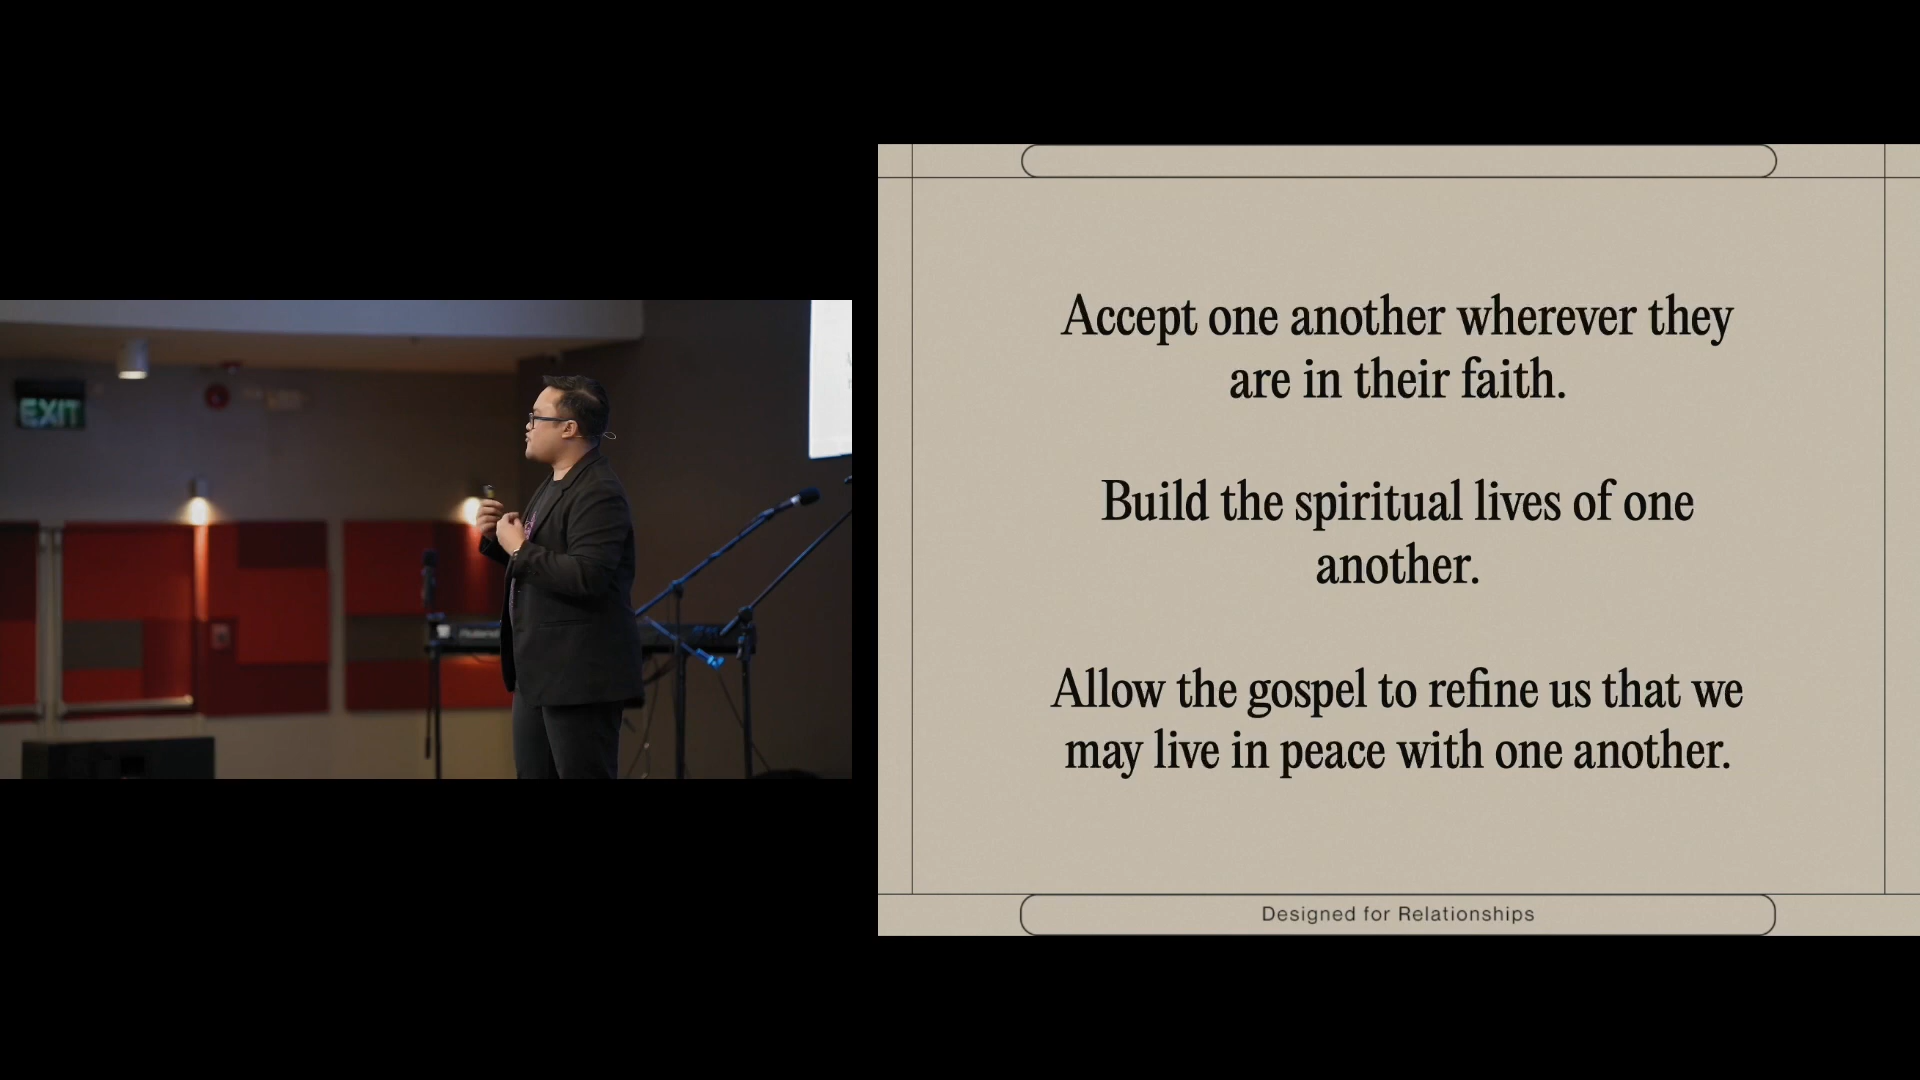 EXIT
Roland
Accept one another wherever they
are in their faith.
Build the spiritual lives of one
another.
Allow the gospel to refine us that we
may live in peace with one another.
Designed for Relationships